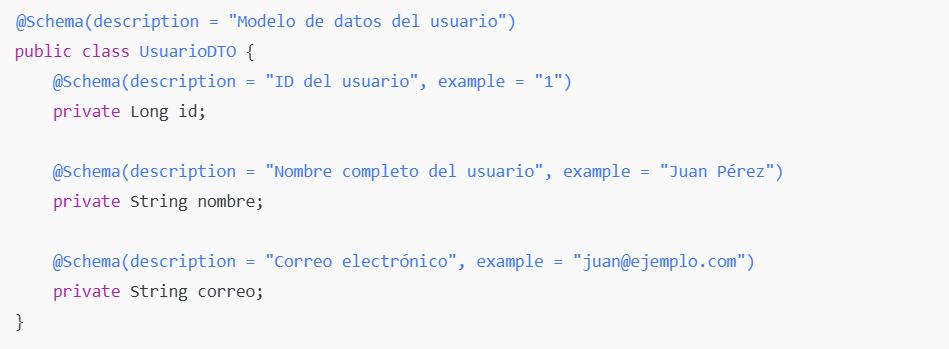 @Schema(description = "Modelo de datos del usuario")
public class UsuarioDTO {
    @Schema(description = "ID del usuario", example = "1")
    private Long id;

    @Schema(description = "Nombre completo del usuario", example = "Juan Pérez")
    private String nombre;

    @Schema(description = "Correo electrónico", example = "juan@ejemplo.com")
    private String correo;
}